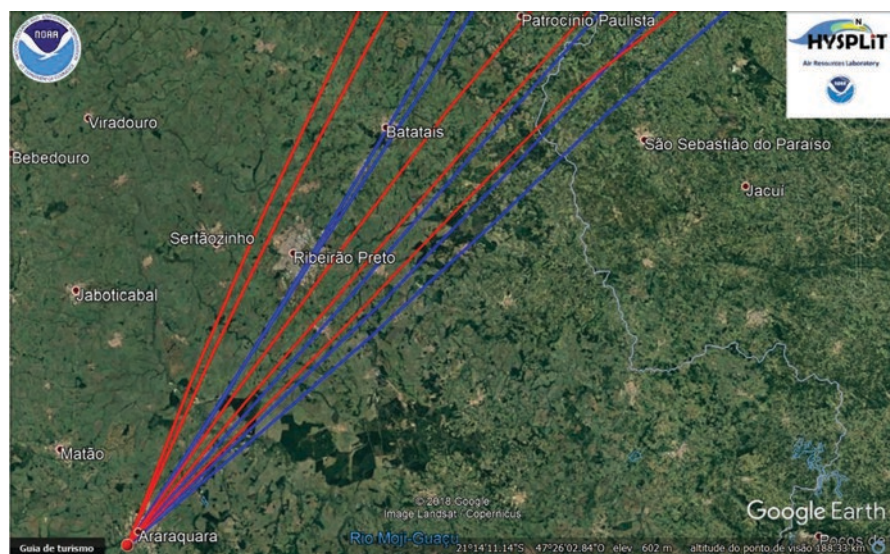 NOAA
N
HYSPLIT
Air Resources Laboratory
Patrocínio Paulista
Viradouro
Batatais
Bebedouro
São Sebastião do Paraíso
Jacuí
Sertãozinho
Ribeirão Preto
Jaboticabal
Matão
© 2018 Google
Image Landsat / Copernicus
Google Earth
Araraquara
Rio Moji-Guaçu
Guia de turismo
21°14'11.14"S 47°26'02.84"O elev 602 m altitude do ponto de visão 188.33 km
Poços de